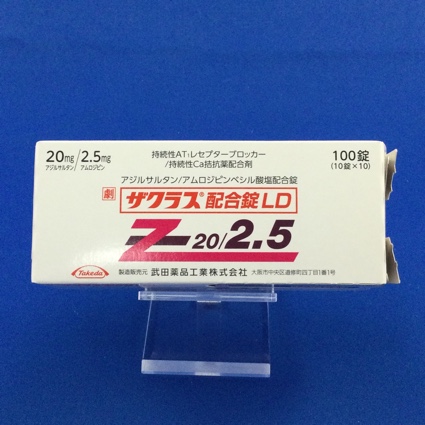 20mg/2.5mg
アジルサルタン/アムロジピン
持続性AT₁レセプターブロッカー
/持続性Ca拮抗薬配合剤
100錠
(10錠×10)
アジルサルタン/アムロジピンベシル酸塩配合錠
劇 ザクラス®配合錠LD
Z 20/2.5
Takeda
製造販売元 武田薬品工業株式会社 大阪市中央区道修町四丁目1番1号